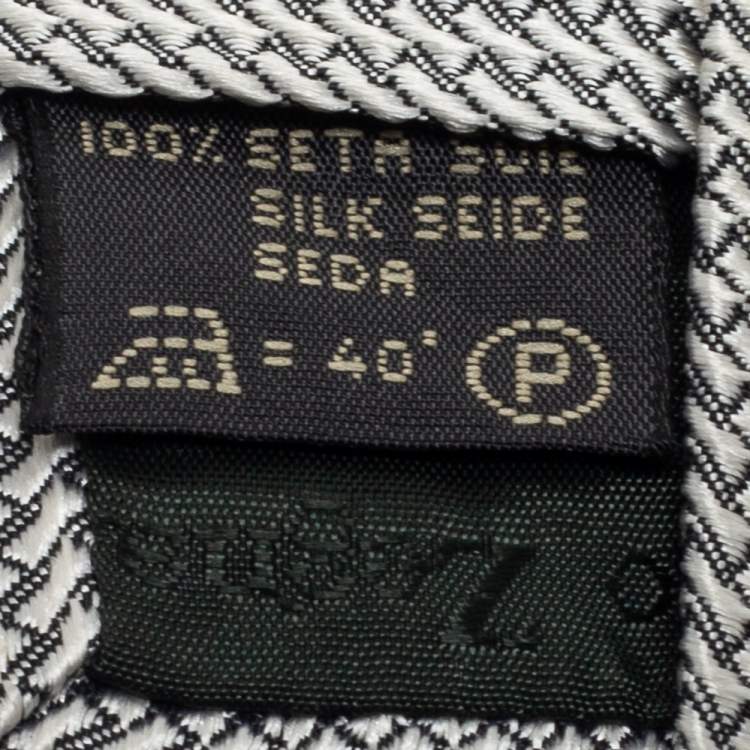 100% SETA SOIE
SILK SEIDE
SEDA
= 40° P